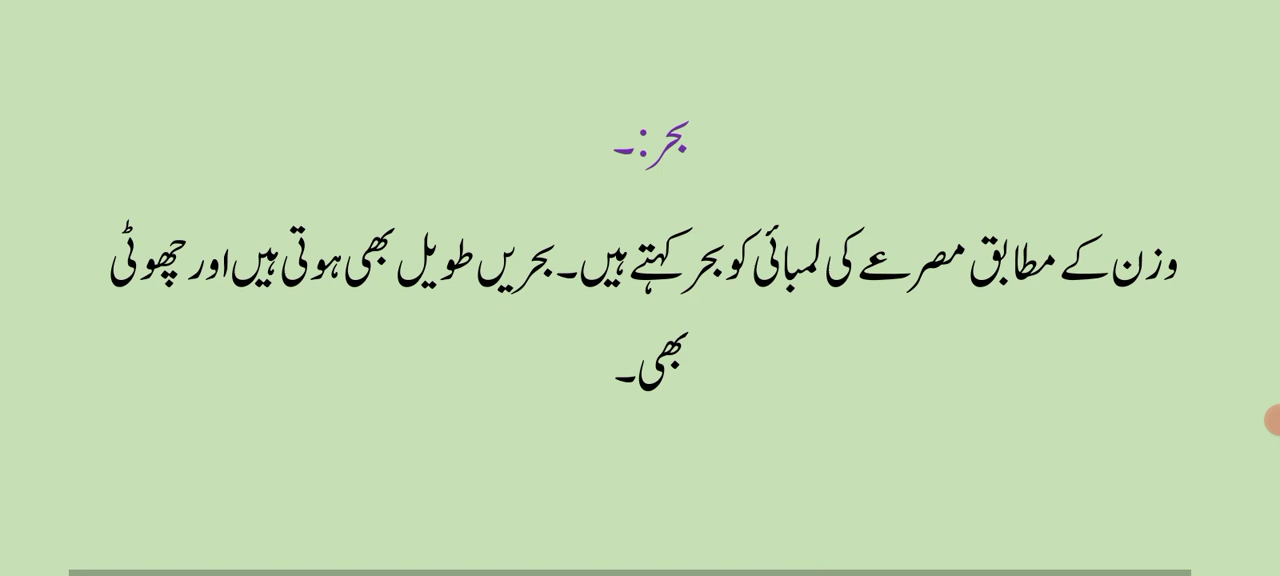 بحر:۔
وزن کے مطابق مصرعے کی لمبائی کو بحر کہتے ہیں۔ بحریں طویل بھی ہوتی ہیں اور چھوٹی
بھی۔